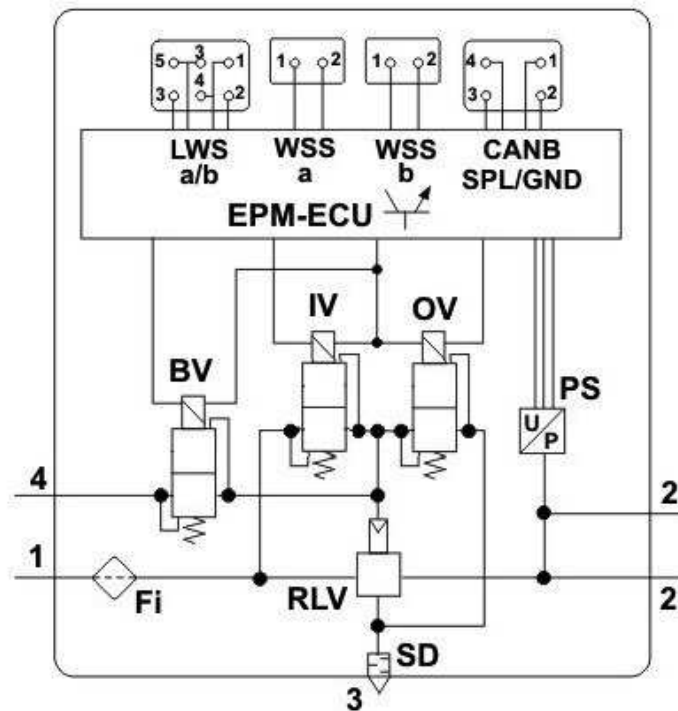 5 3 1
3 4 2
1 2
1 2
4 1
3 2
LWS
a/b
WSS
a
WSS
b
CANB
SPL/GND
EPM-ECU
IV
OV
BV
PS
U
P
4
2
1
Fi
RLV
2
SD
3